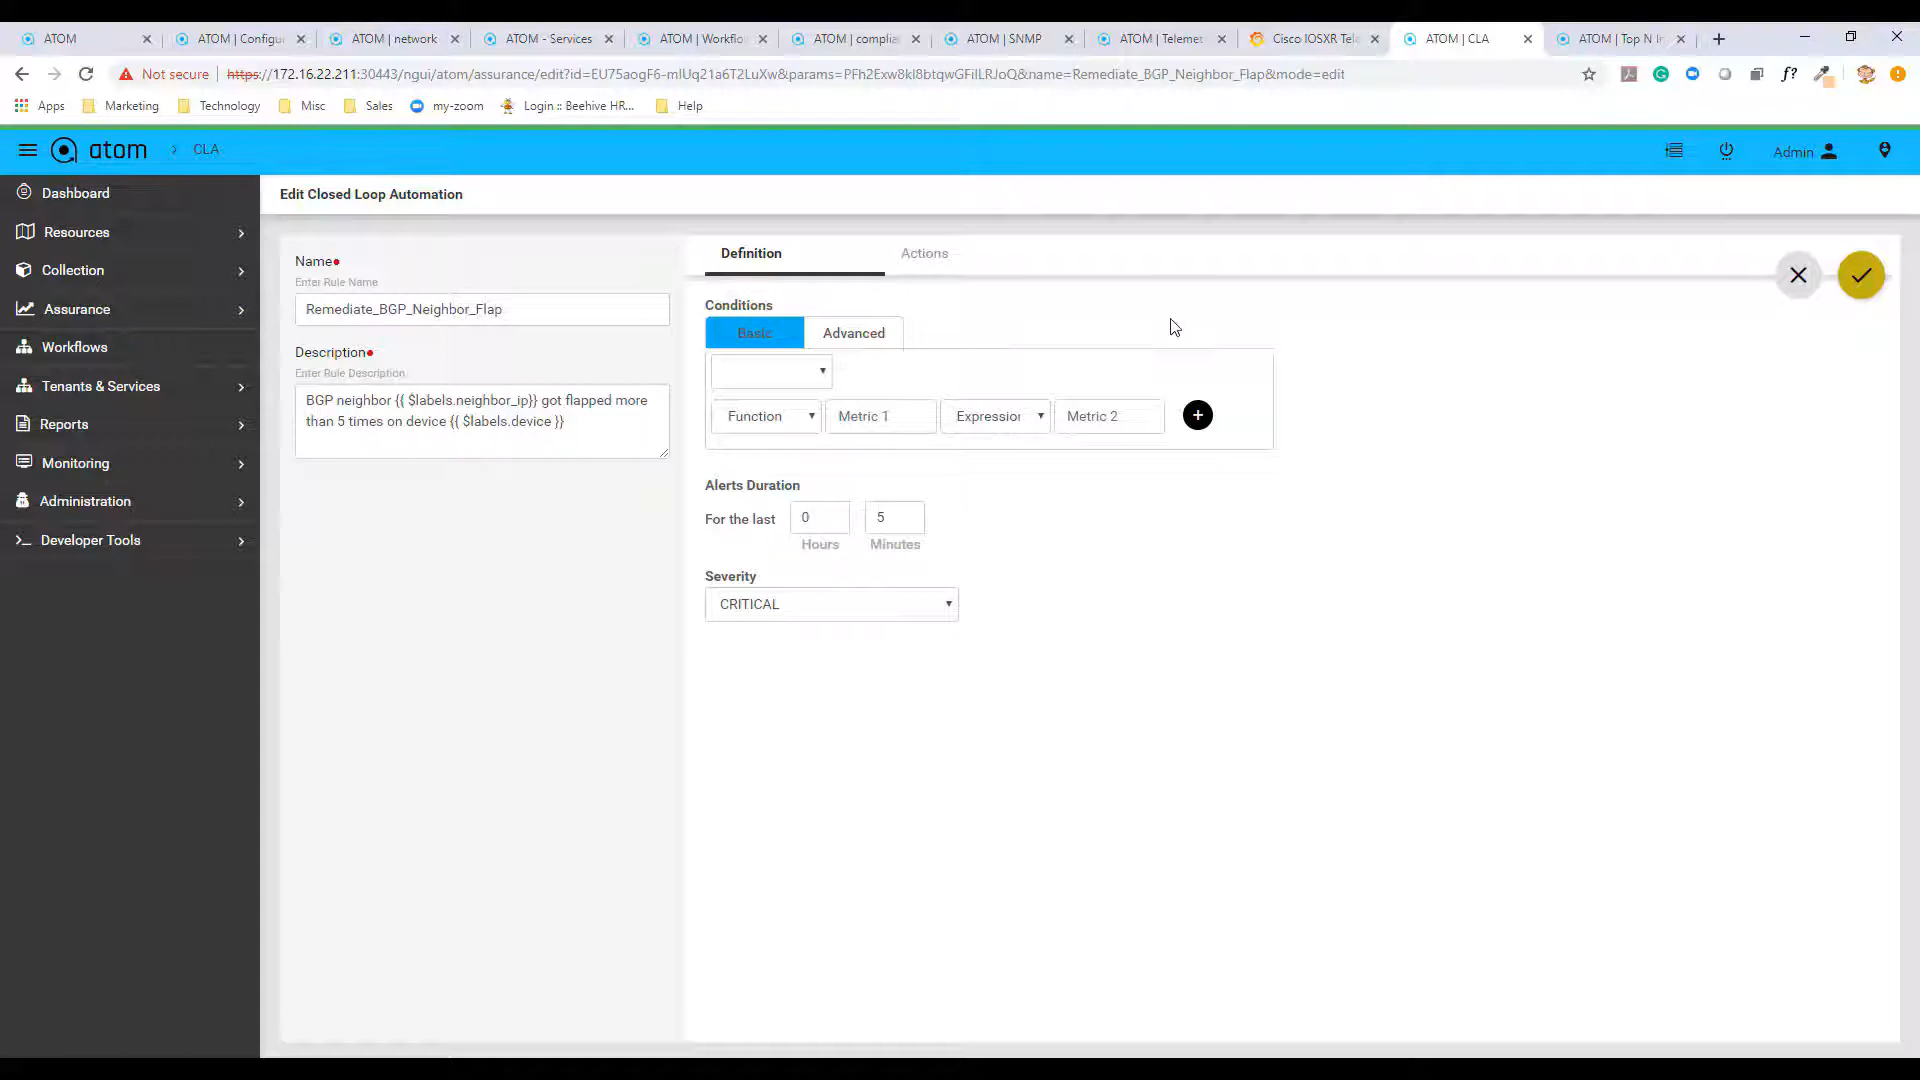 ATOM
ATOM | Configu
ATOM | network
ATOM - Services
ATOM | Workflo
ATOM | complia
ATOM | SNMP
ATOM | Telemet
Cisco IOSXR Tele
ATOM | CLA
ATOM | Top N In
Not secure
https://172.16.22.211:30443/ngui/atom/assurance/edit?id=EU75aogF6-mIUq21a6T2LuXw&params=PFh2Exw8kl8btqwGFilLRJoQ&name=Remediate_BGP_Neighbor_Flap&mode=edit
f?
Apps
Marketing
Technology
Misc
Sales
my-zoom
Login :: Beehive HR...
Help
atom
CLA
Admin
Dashboard
Resources
Collection
Assurance
Workflows
Tenants & Services
Reports
Monitoring
Administration
Developer Tools
Edit Closed Loop Automation
Name
Enter Rule Name
Remediate_BGP_Neighbor_Flap
Description
Enter Rule Description
BGP neighbor {{ $labels.neighbor_ip}} got flapped more
than 5 times on device {{ $labels.device }}
Definition
Actions
Conditions
Basic
Advanced
Function
Metric 1
Expression
Metric 2
Alerts Duration
For the last
0
5
Hours
Minutes
Severity
CRITICAL